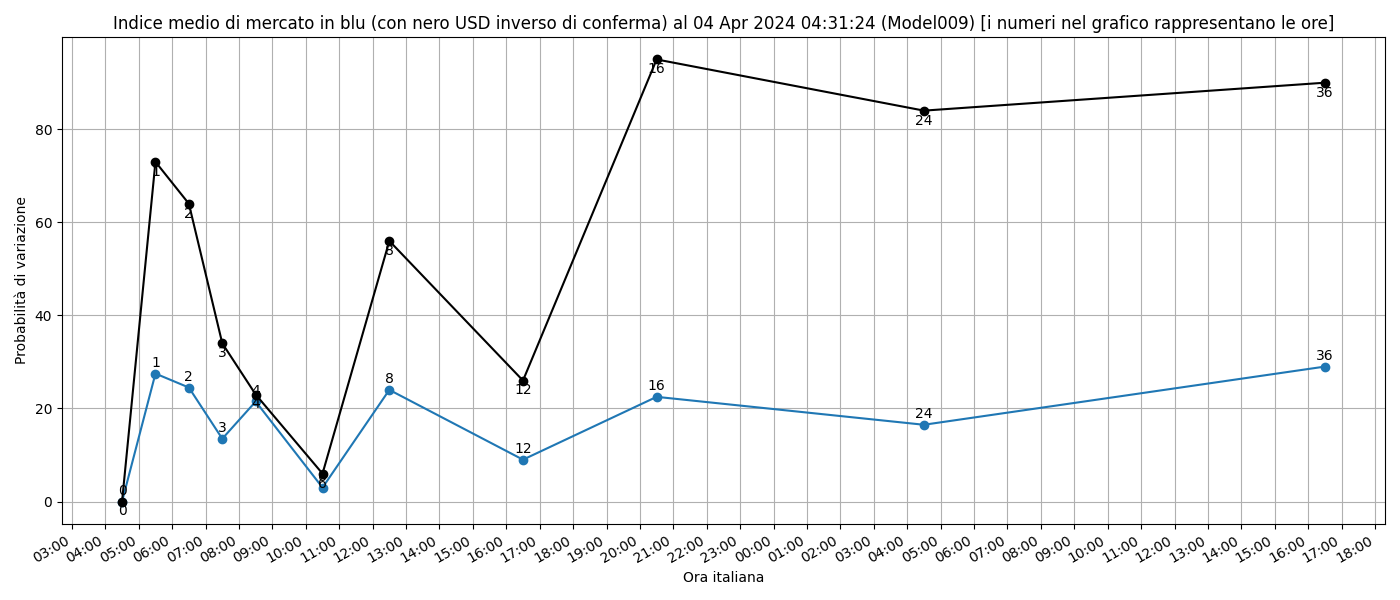 Indice medio di mercato in blu (con nero USD inverso di conferma) al 04 Apr 2024 04:31:24 (Model009) [i numeri nel grafico rappresentano le ore]
Probabilità di variazione
80
60
40
20
0
0 1 2 3 4 6 8 12 16 24 36
0 1 2 3 4 6 8 12 16 24 36
03:00 04:00 05:00 06:00 07:00 08:00 09:00 10:00 11:00 12:00 13:00 14:00 15:00 16:00 17:00 18:00 19:00 20:00 21:00 22:00 23:00 00:00 01:00 02:00 03:00 04:00 05:00 06:00 07:00 08:00 09:00 10:00 11:00 12:00 13:00 14:00 15:00 16:00 17:00 18:00
Ora italiana